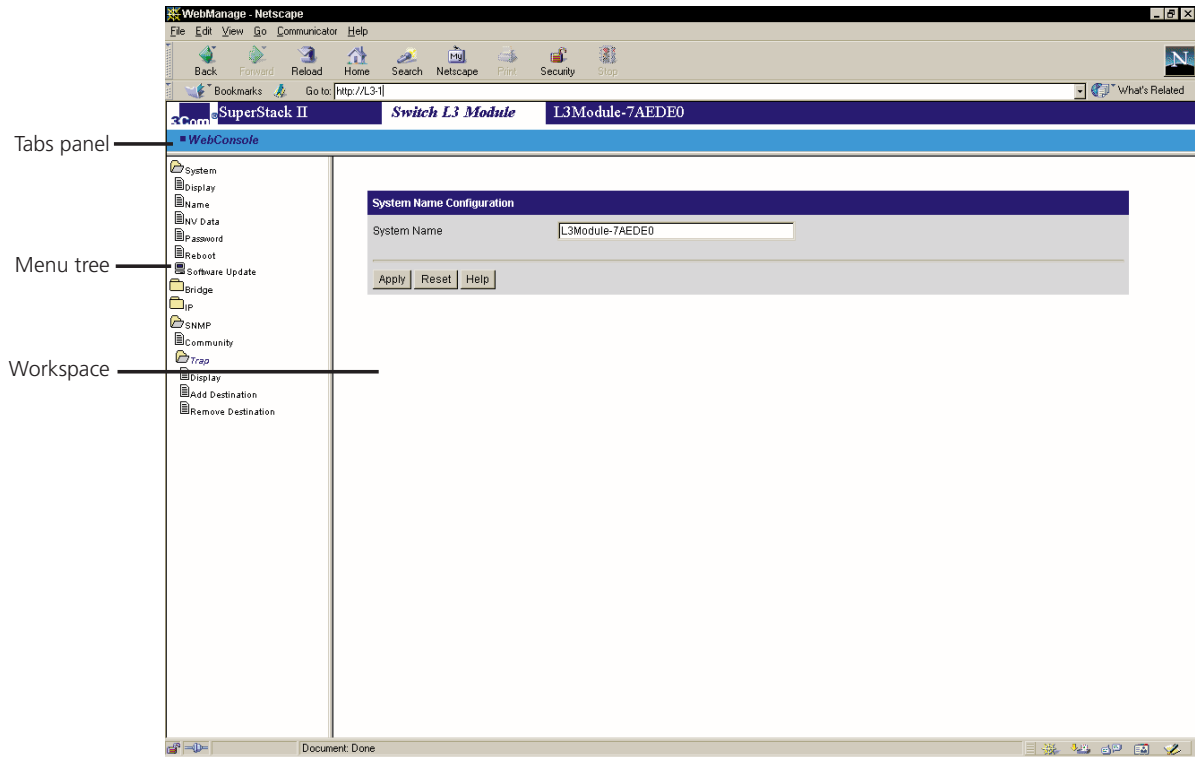 WebManage - Netscape
File Edit View Go Communicator Help
Back Forward Reload Home Search Netscape Print Security Stop
My
N
Bookmarks Go to: http://L3-1 What's Related
3Com® SuperStack II Switch L3 Module L3Module-7AEDE0
Tabs panel
WebConsole
System
Display
Name
NV Data
Password
Reboot
Menu tree
Software Update
Bridge
IP
SNMP
Community
Workspace
Trap
Display
Add Destination
Remove Destination
System Name Configuration
System Name L3Module-7AEDE0
Apply Reset Help
Document: Done